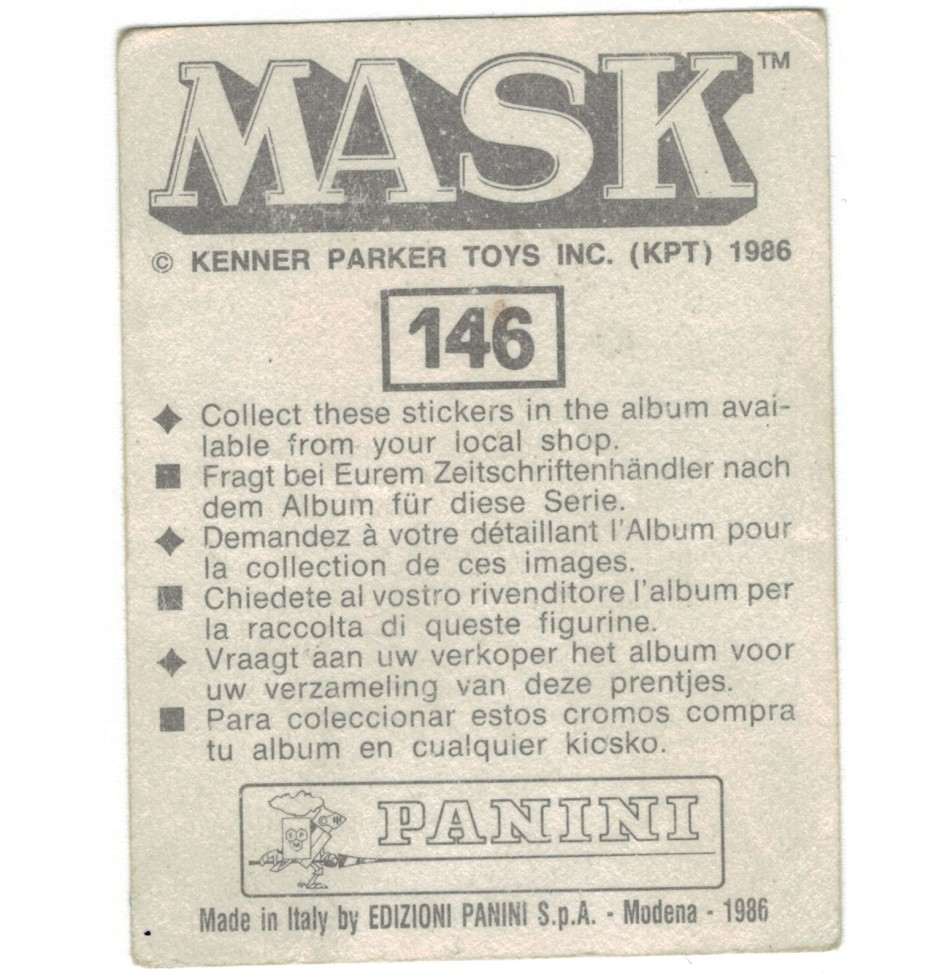 MASK™
© KENNER PARKER TOYS INC. (KPT) 1986
146
◆ Collect these stickers in the album avai-
lable from your local shop.
■ Fragt bei Eurem Zeitschriftenhändler nach
dem Album für diese Serie.
◆ Demandez à votre détaillant l'Album pour
la collection de ces images.
■ Chiedete al vostro rivenditore l'album per
la raccolta di queste figurine.
◆ Vraagt aan uw verkoper het album voor
uw verzameling van deze prentjes.
■ Para coleccionar estos cromos compra
tu album en cualquier kiosko.
PANINI
Made in Italy by EDIZIONI PANINI S.p.A. - Modena - 1986